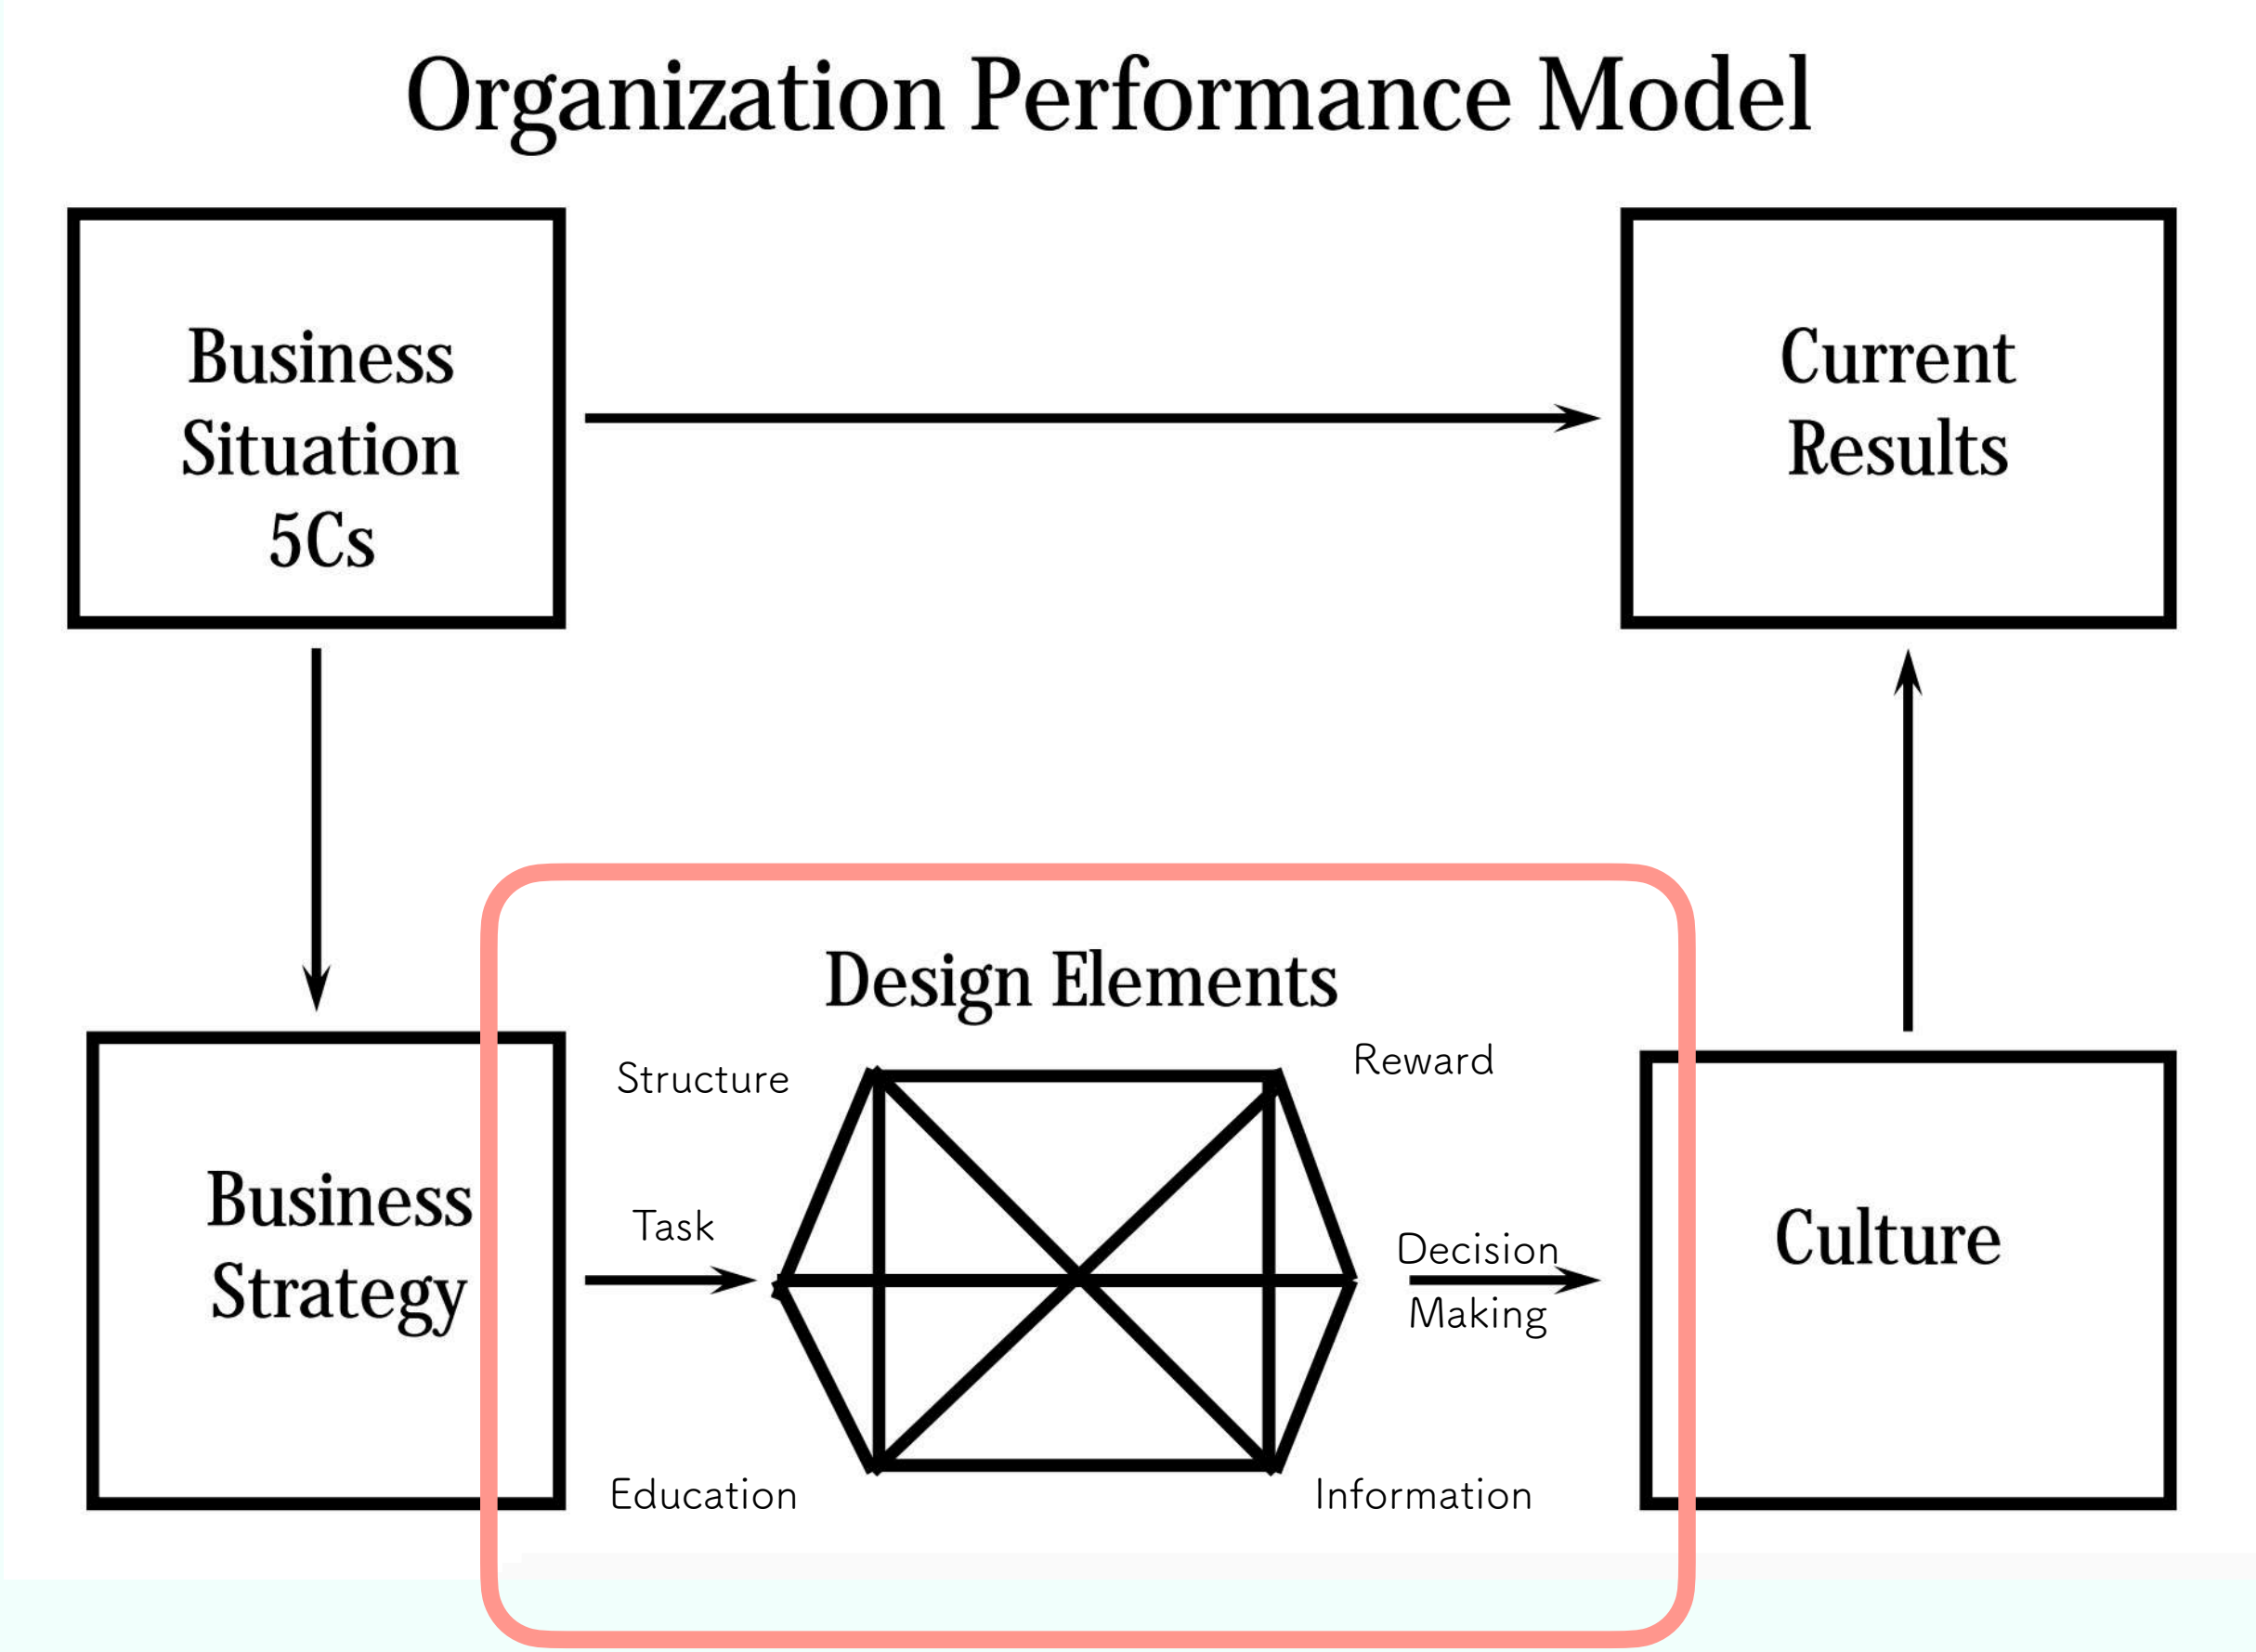 Organization Performance Model
Business
Situation
5Cs
Current
Results
Design Elements
Structure
Reward
Business
Strategy
Task
Decision
Making
Culture
Education
Information